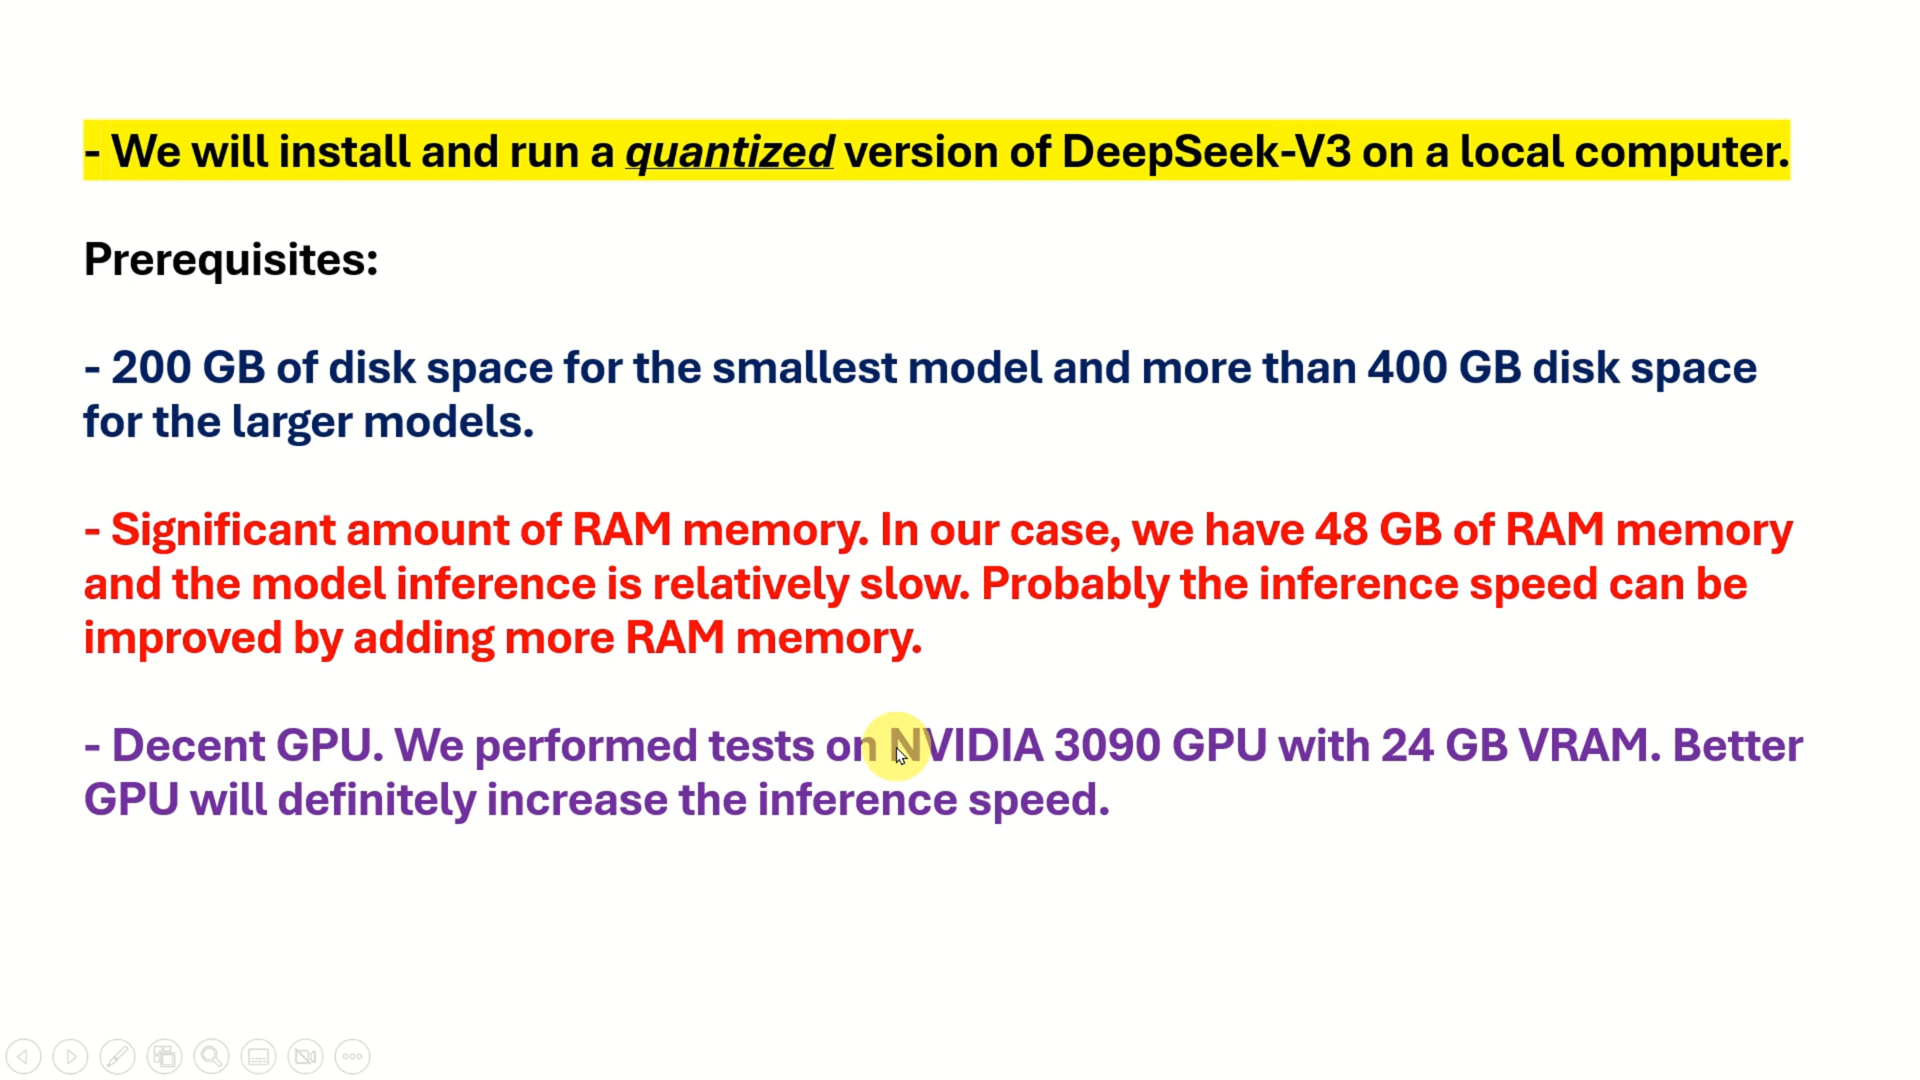 - We will install and run a quantized version of DeepSeek-V3 on a local computer.
Prerequisites:
- 200 GB of disk space for the smallest model and more than 400 GB disk space
for the larger models.
- Significant amount of RAM memory. In our case, we have 48 GB of RAM memory
and the model inference is relatively slow. Probably the inference speed can be
improved by adding more RAM memory.
- Decent GPU. We performed tests on NVIDIA 3090 GPU with 24 GB VRAM. Better
GPU will definitely increase the inference speed.